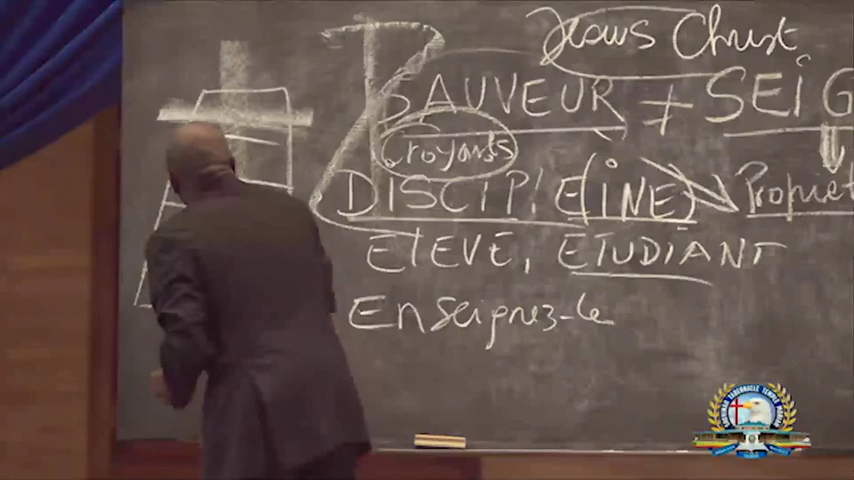 Jesus Christ
SAUVEUR ≠ SEIG
Croyants
DISCIPLE(INE) Propriét
ELEVE, ETUDIANT
Enseignez-le